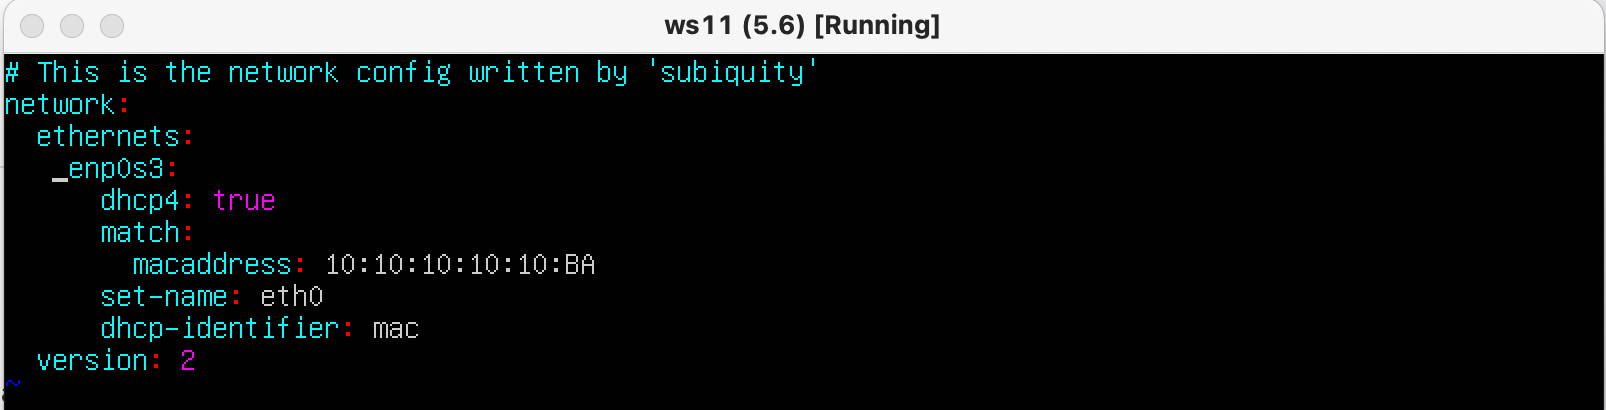 ws11 (5.6) [Running]
# This is the network config written by 'subiquity'
network:
  ethernets:
    enp0s3:
      dhcp4: true
      match:
        macaddress: 10:10:10:10:10:BA
      set-name: eth0
      dhcp-identifier: mac
  version: 2
~